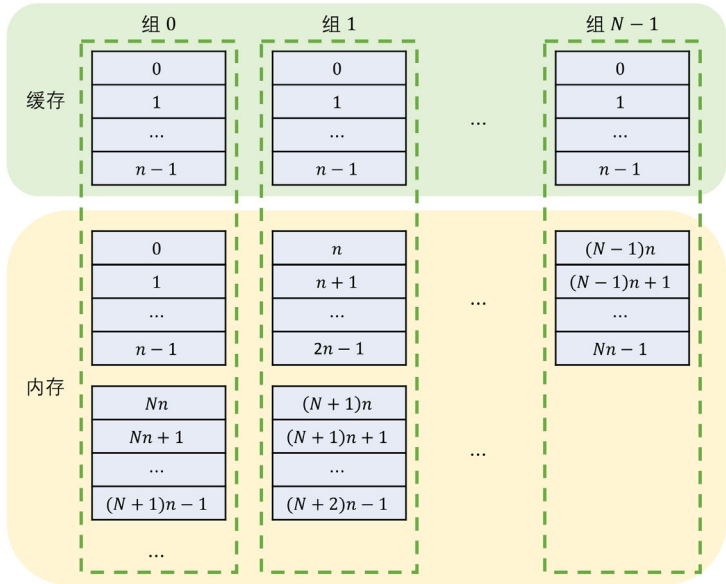 组 0 组 1 组 N − 1
缓存
0 0 0
1 1 ... 1
... ... ...
n − 1 n − 1 n − 1
内存
0 n (N − 1)n
1 n + 1 (N − 1)n + 1
... ... ... ...
n − 1 2n − 1 Nn − 1
Nn (N + 1)n
Nn + 1 (N + 1)n + 1
... ... ...
(N + 1)n − 1 (N + 2)n − 1
...